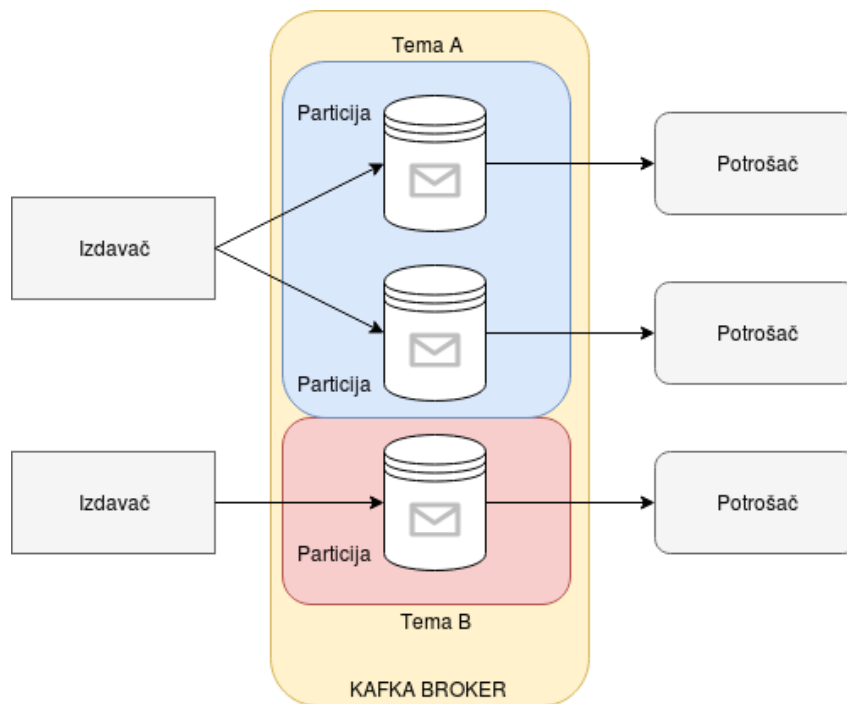 Tema A
Particija
Potrošač
Izdavač
Potrošač
Particija
Izdavač
Potrošač
Particija
Tema B
KAFKA BROKER